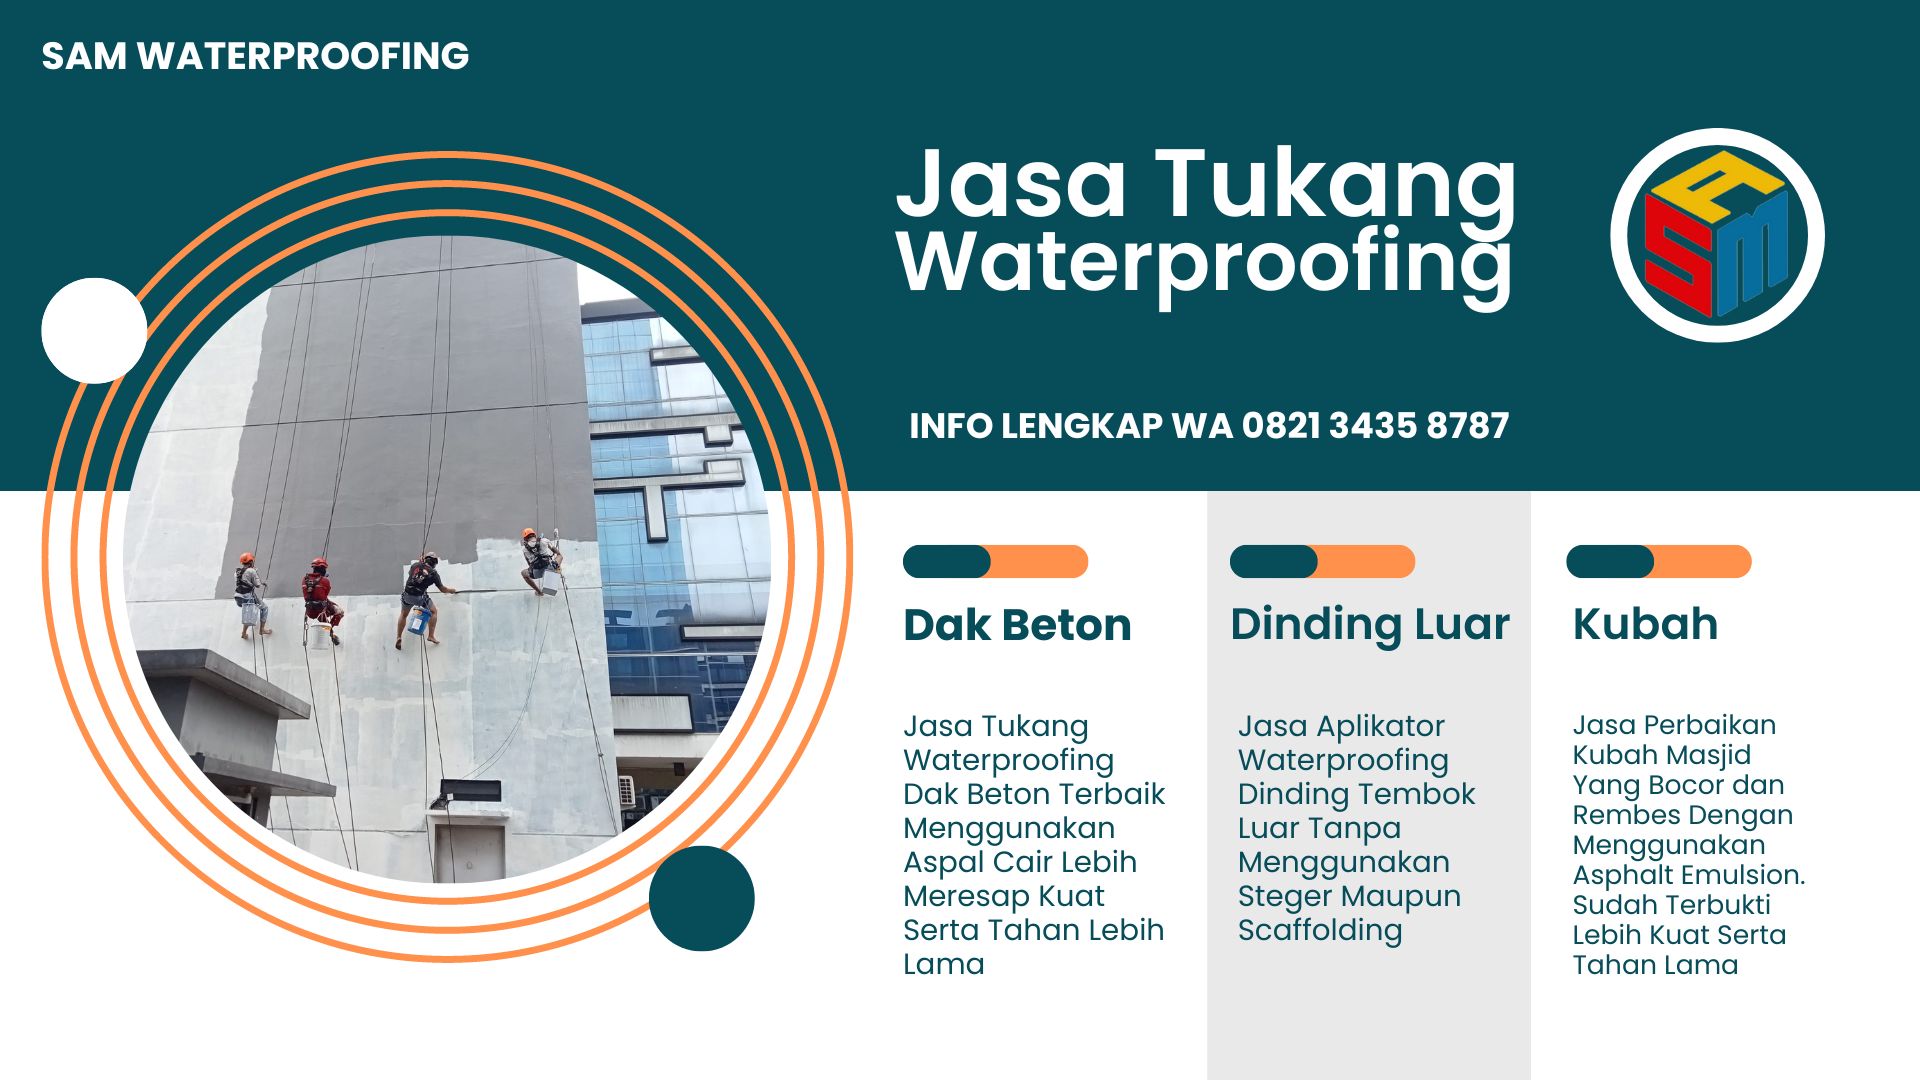 SAM WATERPROOFING
Jasa Tukang
Waterproofing
SAM
INFO LENGKAP WA 0821 3435 8787
Dak Beton
Jasa Tukang
Waterproofing
Dak Beton Terbaik
Menggunakan
Aspal Cair Lebih
Meresap Kuat
Serta Tahan Lebih
Lama
Dinding Luar
Jasa Aplikator
Waterproofing
Dinding Tembok
Luar Tanpa
Menggunakan
Steger Maupun
Scaffolding
Kubah
Jasa Perbaikan
Kubah Masjid
Yang Bocor dan
Rembes Dengan
Menggunakan
Asphalt Emulsion.
Sudah Terbukti
Lebih Kuat Serta
Tahan Lama